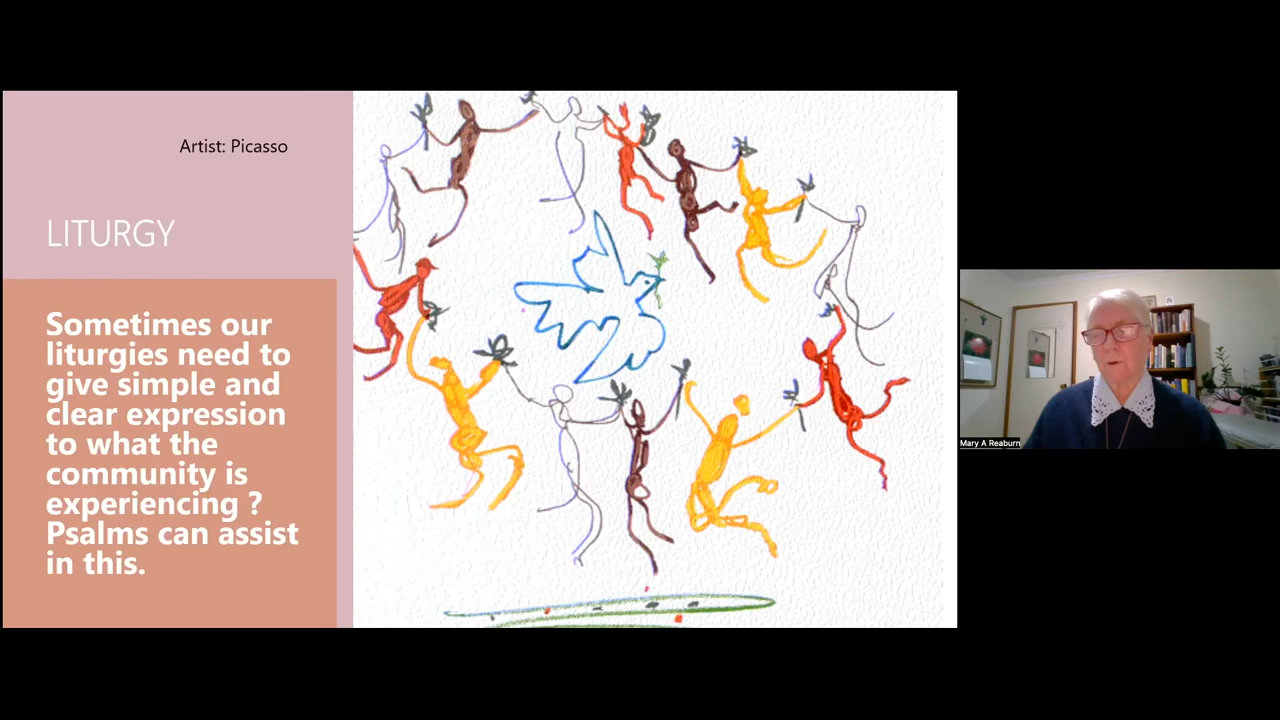 Artist: Picasso
LITURGY
Sometimes our
liturgies need to
give simple and
clear expression
to what the
community is
experiencing ?
Psalms can assist
in this.
Mary A Reaburn